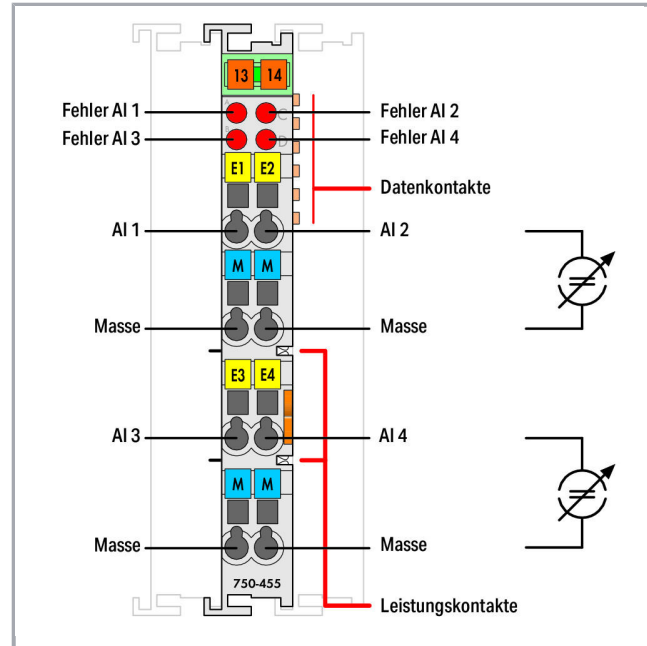 13 14
A
C
Fehler AI 1
Fehler AI 2
B
D
Fehler AI 3
Fehler AI 4
E1 E2
Datenkontakte
AI 1
AI 2
M M
Masse
Masse
E3 E4
AI 3
AI 4
M M
Masse
Masse
750-455
Leistungskontakte